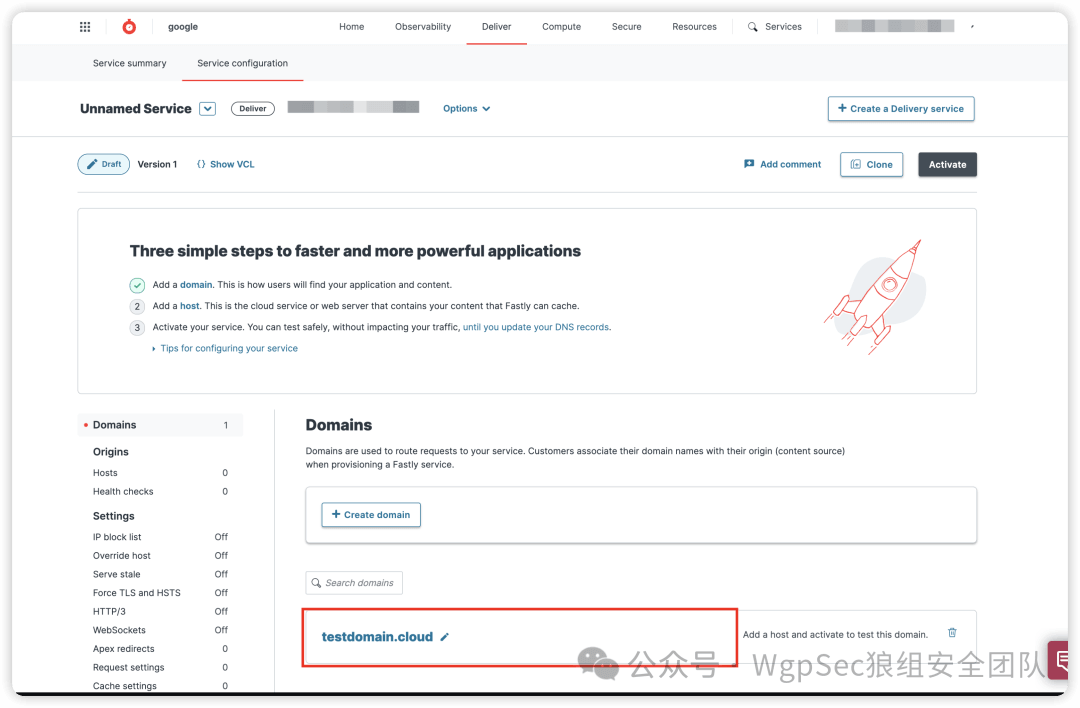 google Home Observability Deliver Compute Secure Resources Services
Service summary Service configuration
Unnamed Service Deliver Options + Create a Delivery service
Draft Version 1 {} Show VCL Add comment Clone Activate
Three simple steps to faster and more powerful applications
Add a domain. This is how users will find your application and content.
2 Add a host. This is the cloud service or web server that contains your content that Fastly can cache.
3 Activate your service. You can test safely, without impacting your traffic, until you update your DNS records.
Tips for configuring your service
Domains 1
Origins
Hosts 0
Health checks 0
Settings
IP block list Off
Override host Off
Serve stale Off
Force TLS and HSTS Off
HTTP/3 Off
WebSockets Off
Apex redirects 0
Request settings 0
Cache settings 0
Domains
Domains are used to route requests to your service. Customers associate their domain names with their origin (content source)
when provisioning a Fastly service.
+ Create domain
Search domains
testdomain.cloud Add a host and activate to test this domain.
公众号 · WgpSec狼组安全团队